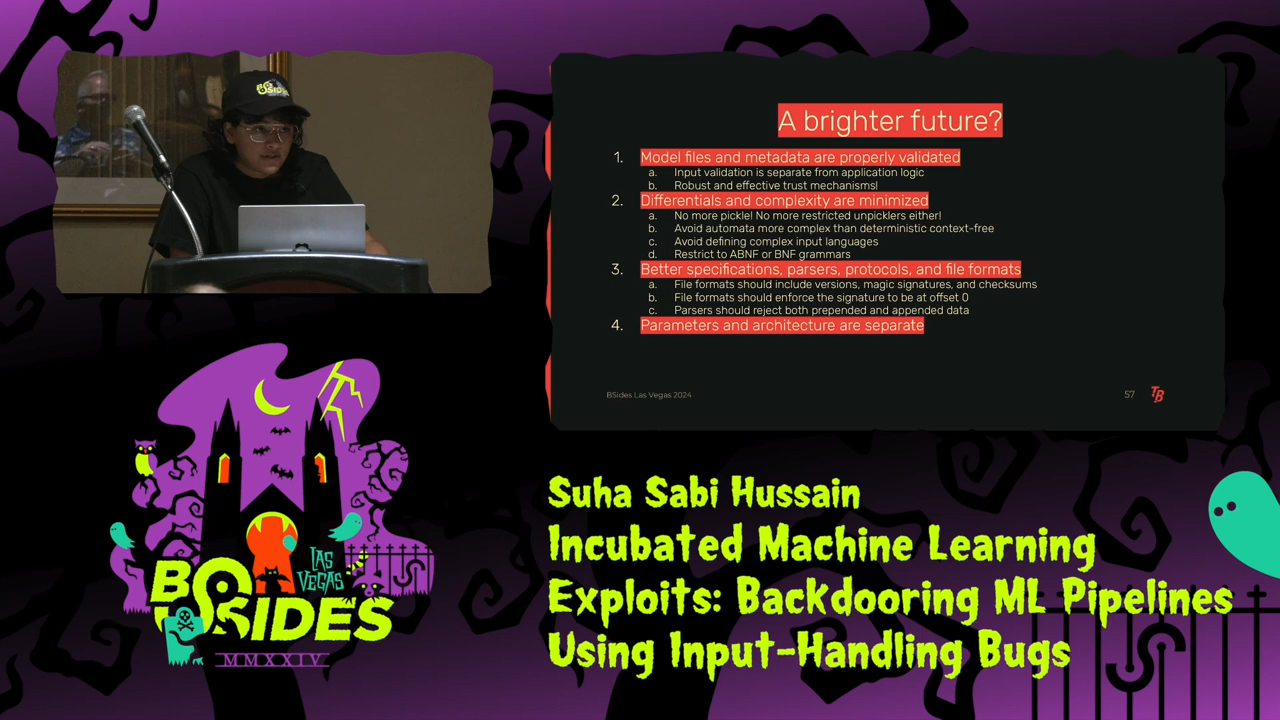 BSIDES
A brighter future?
1. Model files and metadata are properly validated
a. Input validation is separate from application logic
b. Robust and effective trust mechanisms!
2. Differentials and complexity are minimized
a. No more pickle! No more restricted unpicklers either!
b. Avoid automata more complex than deterministic context-free
c. Avoid defining complex input languages
d. Restrict to ABNF or BNF grammars
3. Better specifications, parsers, protocols, and file formats
a. File formats should include versions, magic signatures, and checksums
b. File formats should enforce the signature to be at offset 0
c. Parsers should reject both prepended and appended data
4. Parameters and architecture are separate
BSides Las Vegas 2024
57
TB
LAS
VEGAS
BSIDES
MMXXIV
Suha Sabi Hussain
Incubated Machine Learning
Exploits: Backdooring ML Pipelines
Using Input-Handling Bugs